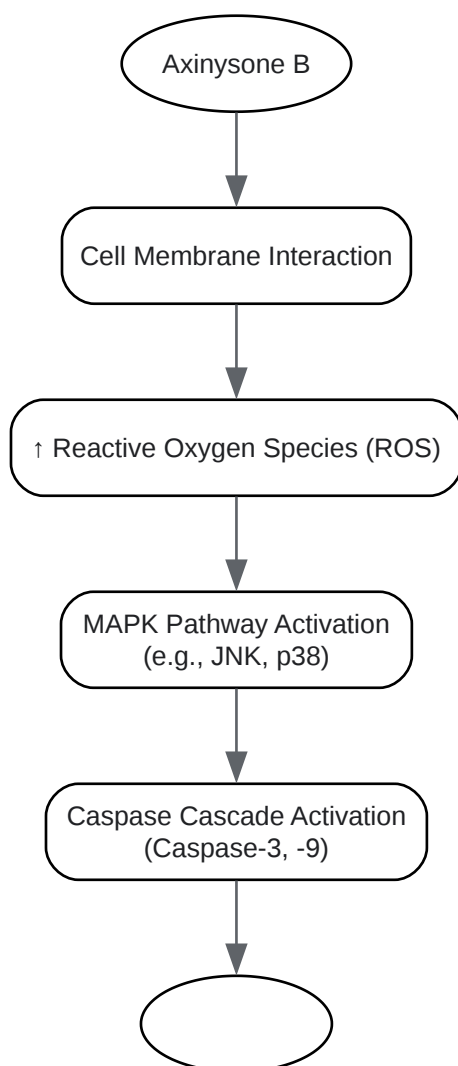 Axinysone B
Cell Membrane Interaction
↑ Reactive Oxygen Species (ROS)
MAPK Pathway Activation
(e.g., JNK, p38)
Caspase Cascade Activation
(Caspase-3, -9)